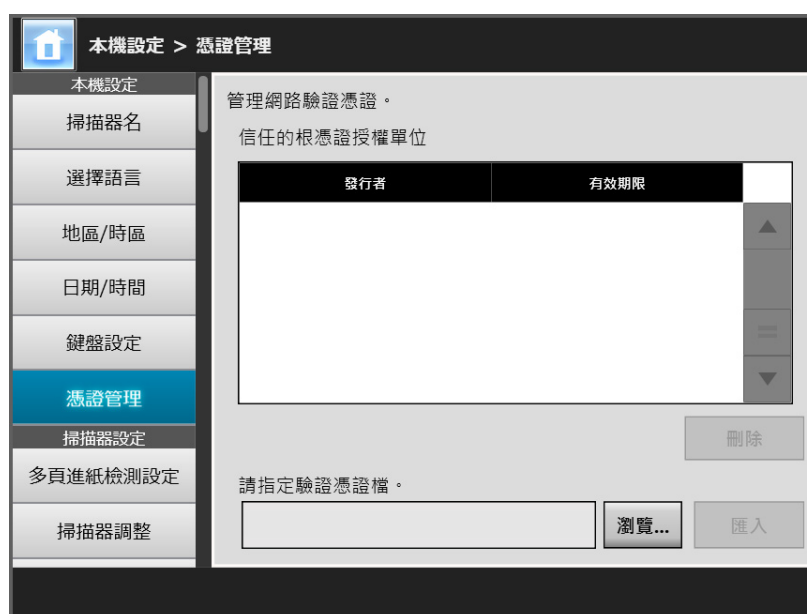 本機設定 > 憑證管理
本機設定
掃描器名
選擇語言
地區/時區
日期/時間
鍵盤設定
憑證管理
掃描器設定
多頁進紙檢測設定
掃描器調整
管理網路驗證憑證。
信任的根憑證授權單位
發行者 有效期限
刪除
請指定驗證憑證檔。
瀏覽... 匯入